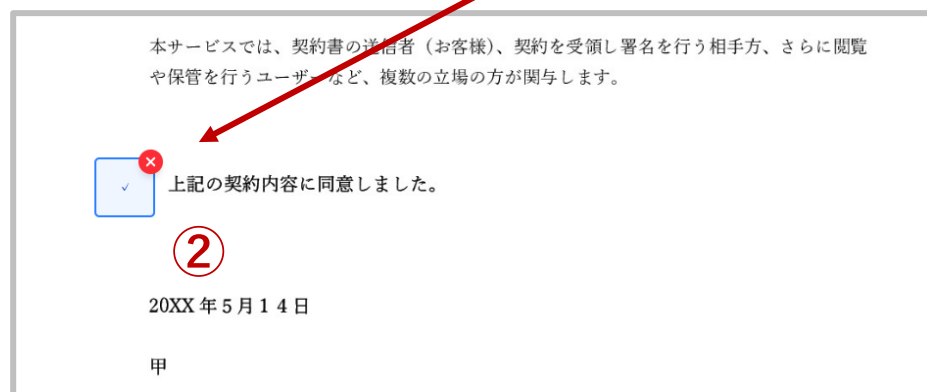 本サービスでは、契約書の送信者（お客様）、契約を受領し署名を行う相手方、さらに閲覧
や保管を行うユーザーなど、複数の立場の方が関与します。
✓ 上記の契約内容に同意しました。
②
20XX 年 5 月 1 4 日
甲